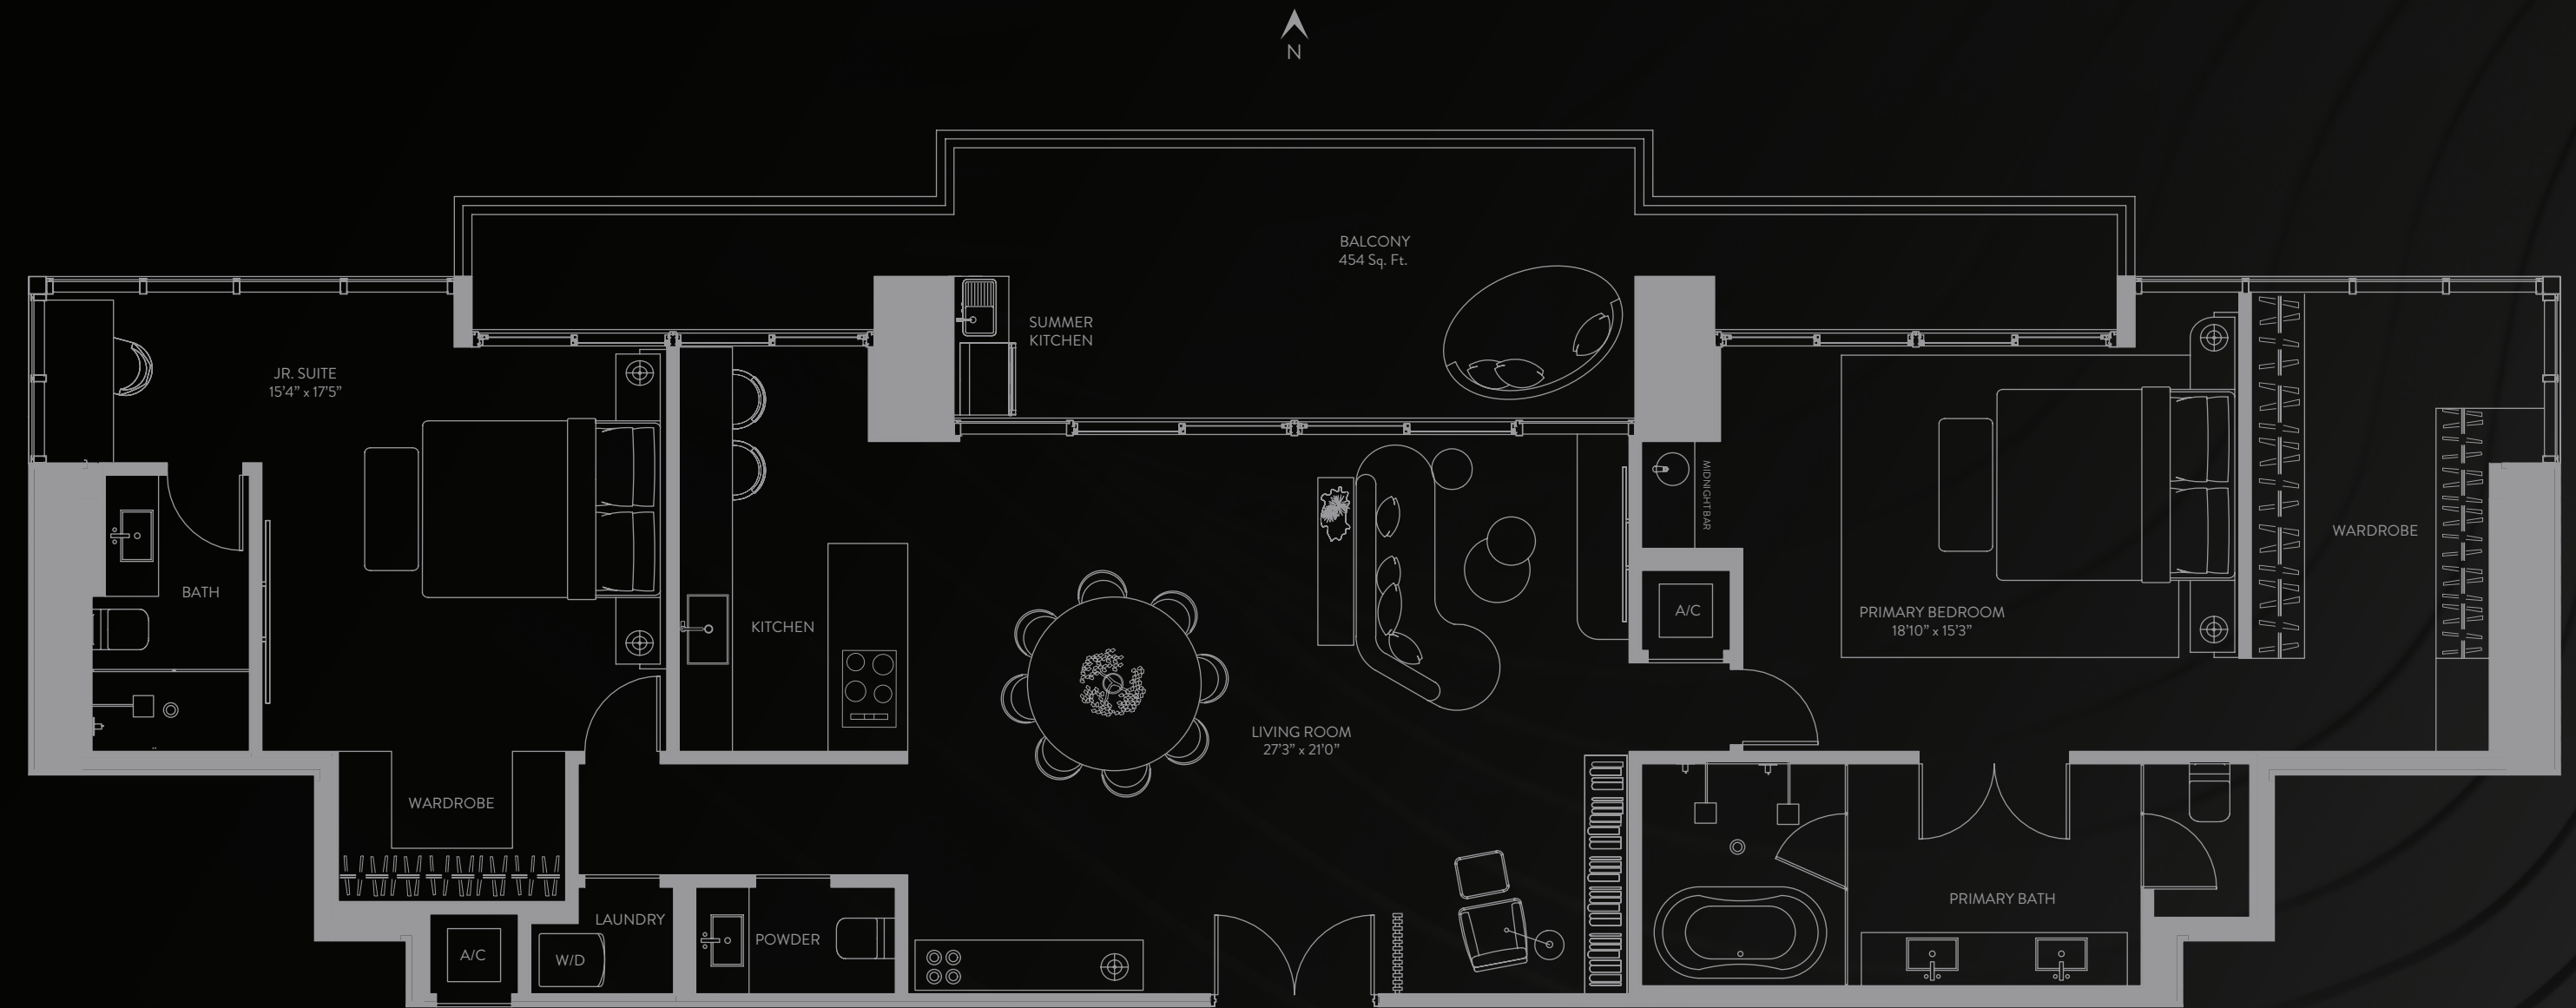 N
BALCONY
454 Sq. Ft.
SUMMER
KITCHEN
JR. SUITE
15'4” x 17'5”
MIDNIGHT BAR
WARDROBE
BATH
A/C
PRIMARY BEDROOM
18'10” x 15'3”
KITCHEN
LIVING ROOM
27'3” x 21'0”
WARDROBE
PRIMARY BATH
LAUNDRY
POWDER
A/C
W/D